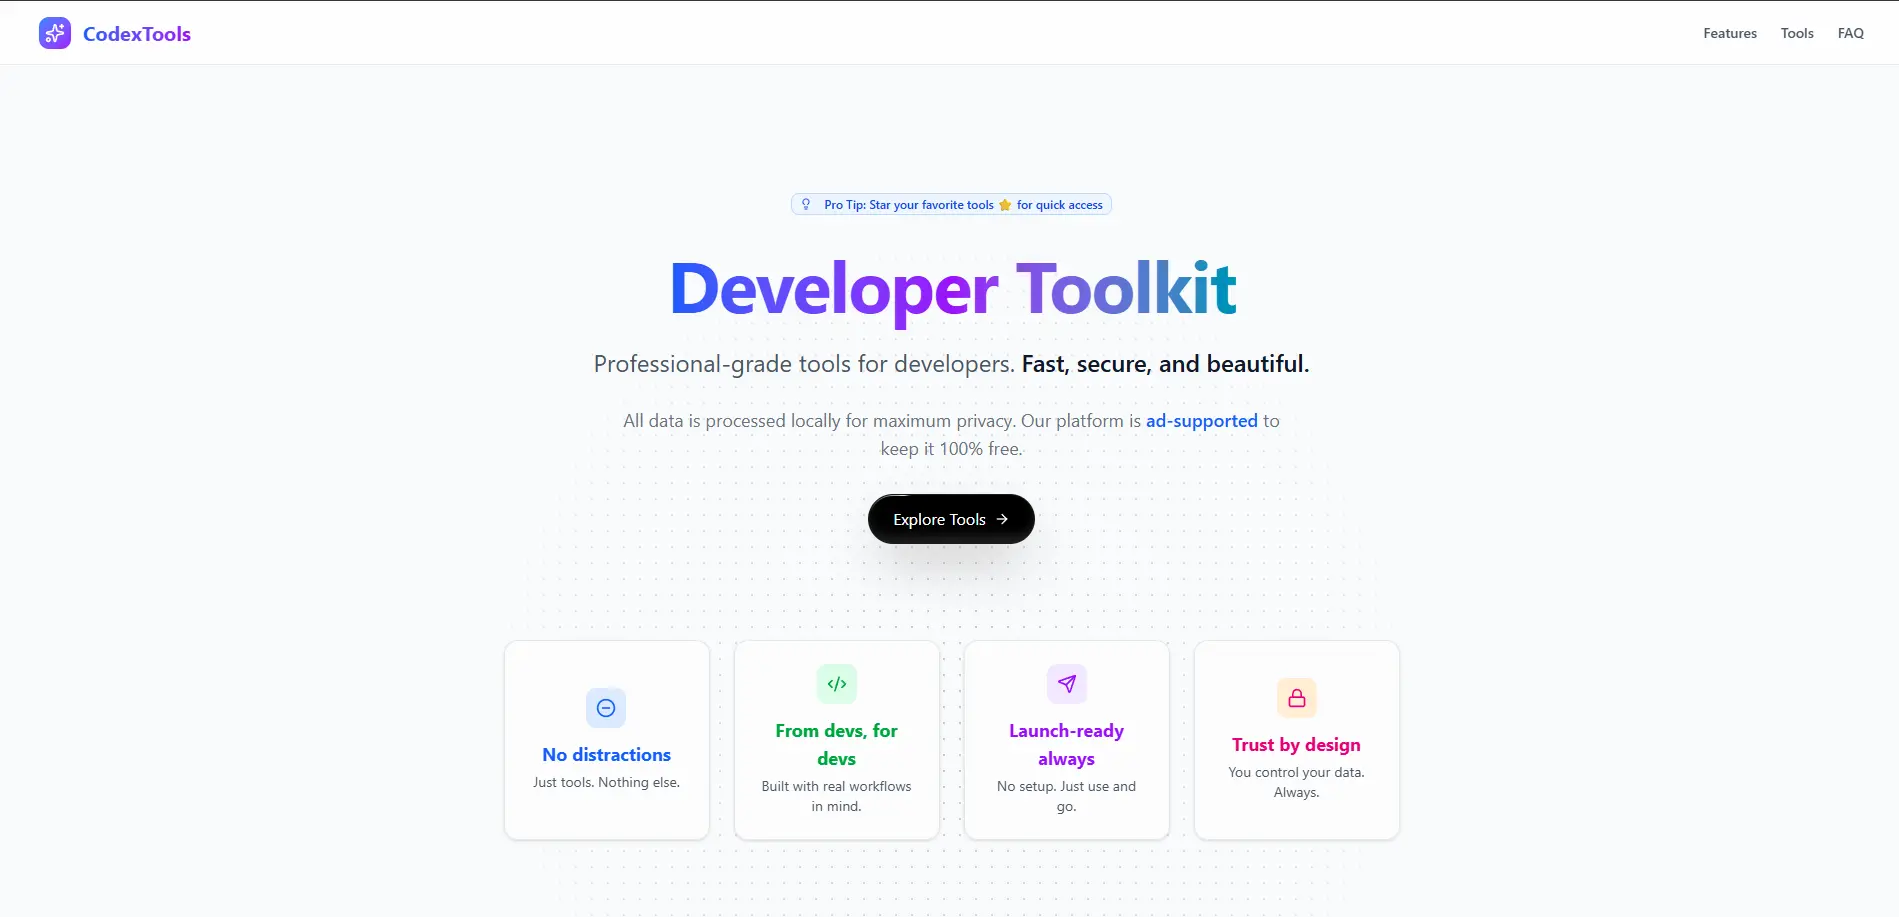 CodexTools
Features
Tools
FAQ
Pro Tip: Star your favorite tools ⭐ for quick access
Developer Toolkit
Professional-grade tools for developers. Fast, secure, and beautiful.
All data is processed locally for maximum privacy. Our platform is ad-supported to
keep it 100% free.
Explore Tools →
No distractions
Just tools. Nothing else.
From devs, for
devs
Built with real workflows
in mind.
Launch-ready
always
No setup. Just use and
go.
Trust by design
You control your data.
Always.